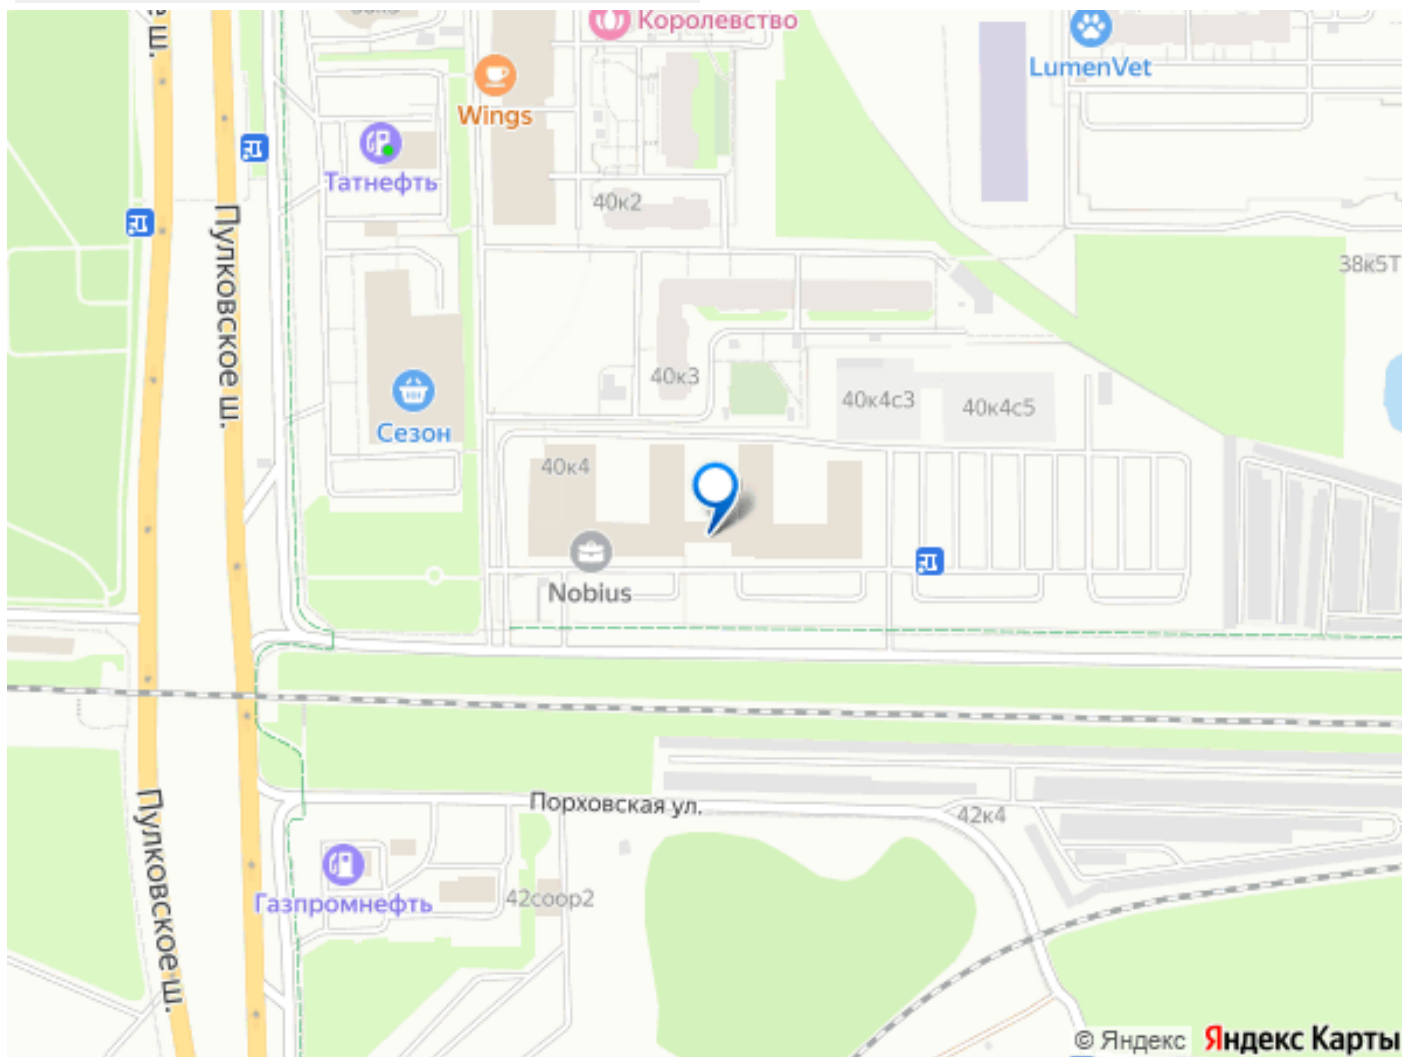 ш.
Королевство
LumenVet
Wings
Татнефть
40к2
Пулковское ш.
38к5Т
40к3
40к4с3
40к4с5
Сезон
40к4
Nobius
Порховская ул.
42к4
Пулковское ш.
Газпромнефть
42соор2
© Яндекс Яндекс Карты